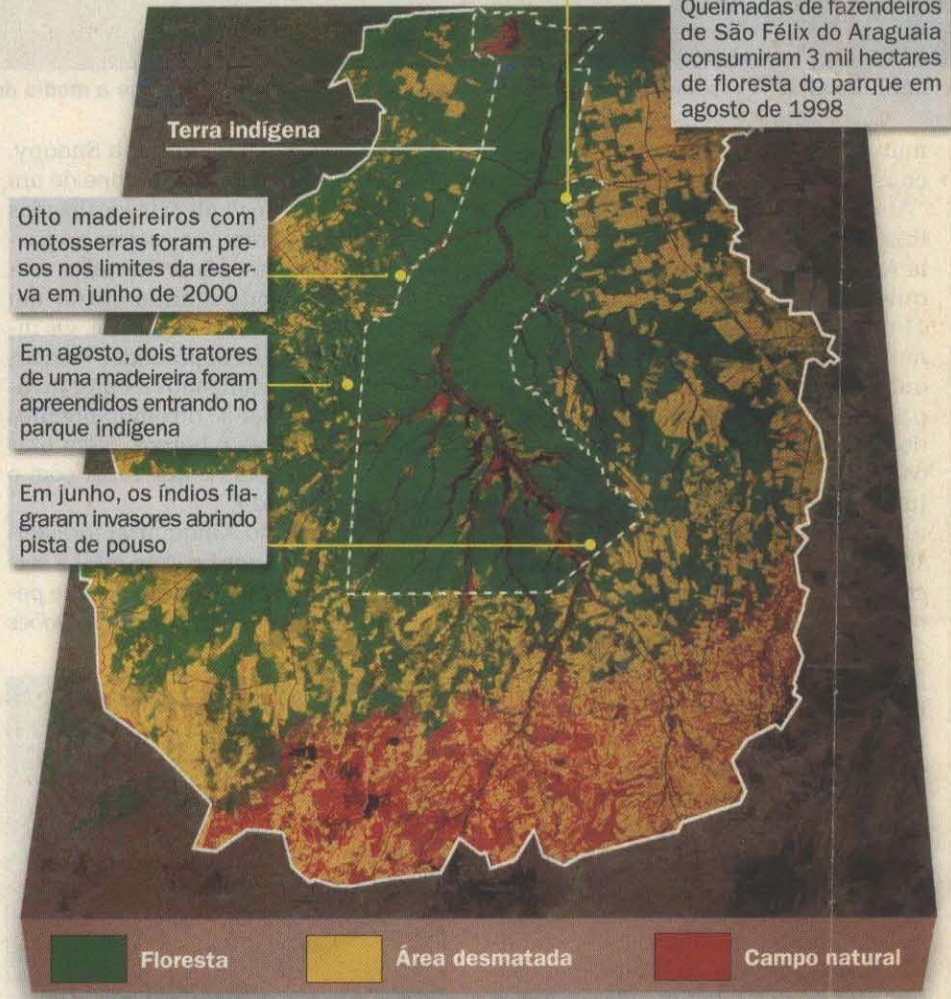 Queimadas de fazendeiros
de São Félix do Araguaia
consumiram 3 mil hectares
de floresta do parque em
agosto de 1998
Terra indígena
Oito madeireiros com
motosserras foram pre-
sos nos limites da reser-
va em junho de 2000
Em agosto, dois tratores
de uma madeireira foram
apreendidos entrando no
parque indígena
Em junho, os índios fla-
graram invasores abrindo
pista de pouso
Floresta
Área desmatada
Campo natural